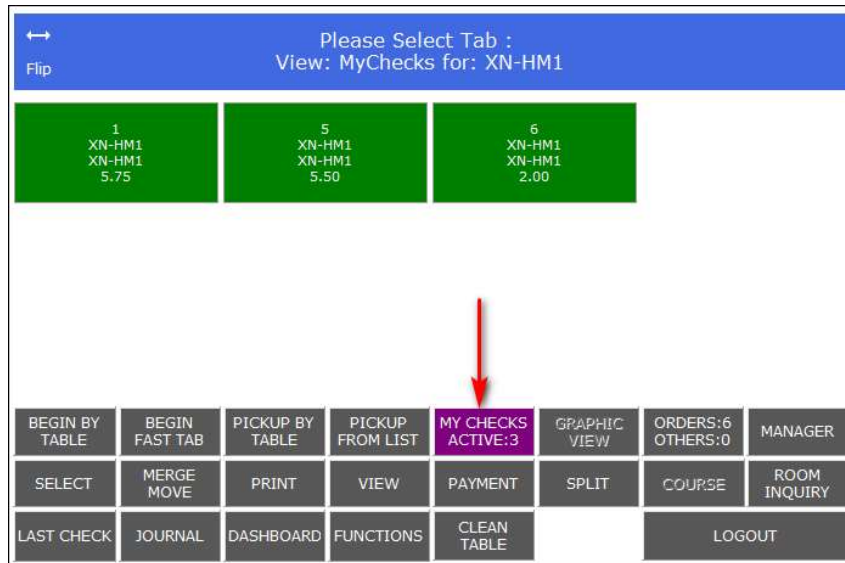 Please Select Tab :
Flip
View: MyChecks for: XN-HM1
1
XN-HM1
XN-HM1
5.75
5
XN-HM1
XN-HM1
5.50
6
XN-HM1
XN-HM1
2.00
BEGIN BY
TABLE
BEGIN
FAST TAB
PICKUP BY
TABLE
PICKUP
FROM LIST
MY CHECKS
ACTIVE:3
GRAPHIC
VIEW
ORDERS:6
OTHERS:0
MANAGER
SELECT
MERGE
MOVE
PRINT
VIEW
PAYMENT
SPLIT
COURSE
ROOM
INQUIRY
LAST CHECK
JOURNAL
DASHBOARD
FUNCTIONS
CLEAN
TABLE
LOGOUT